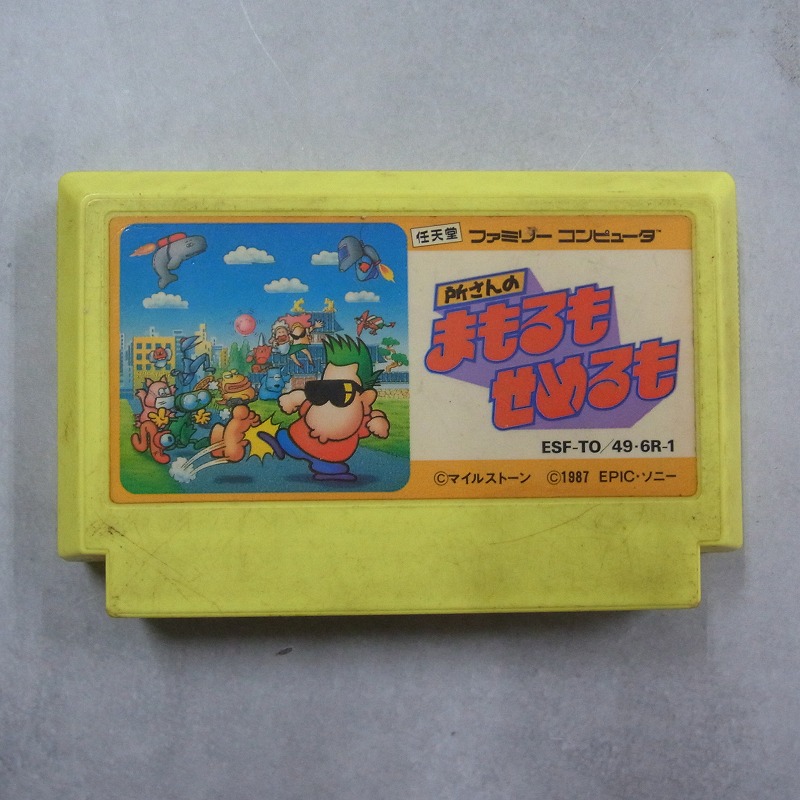 任天堂 ファミリー コンピュータ™
所さんの
まもるも
せめるも
ESF-TO/49・6R-1
©マイルストーン ©1987 EPIC・ソニー